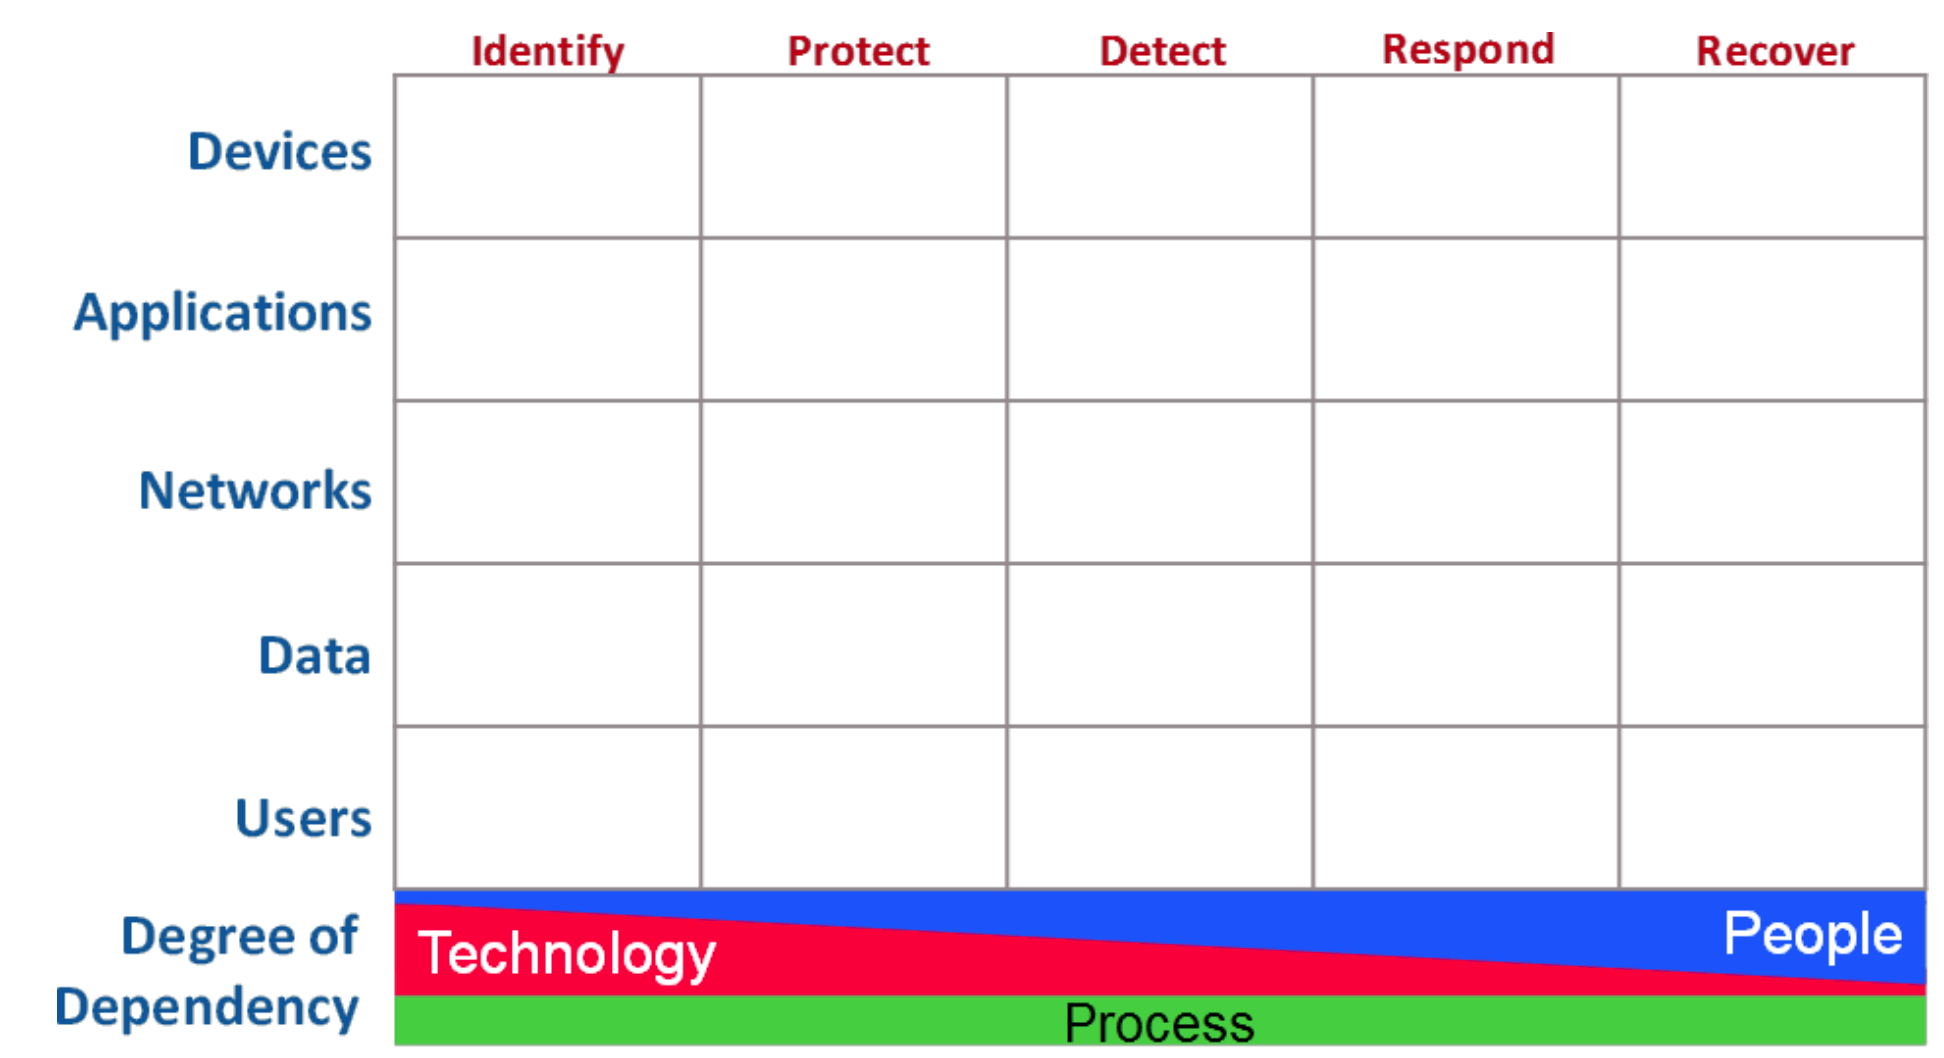 Identify Protect Detect Respond Recover
Devices
Applications
Networks
Data
Users
Degree of
Dependency
Technology
People
Process